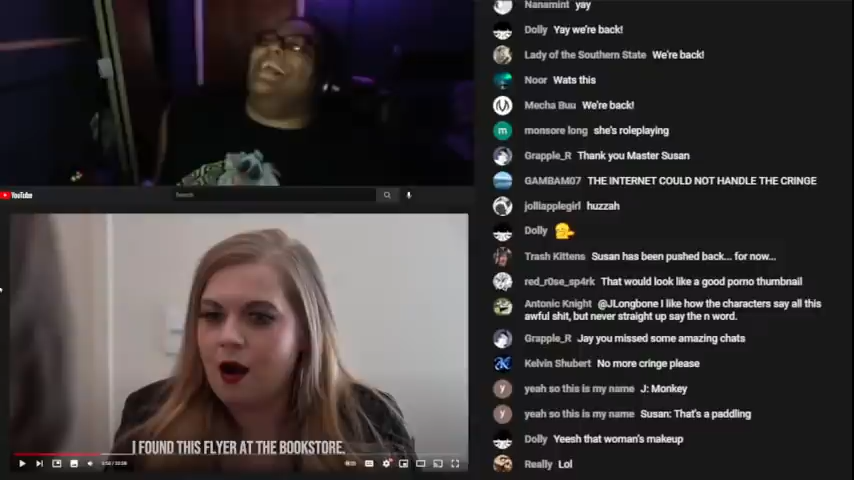 Nanamint yay
Dolly Yay we're back!
Lady of the Southern State We're back!
Noor Wats this
Mecha Buu We're back!
m monsore long she's roleplaying
Grapple_R Thank you Master Susan
GAMBAM07 THE INTERNET COULD NOT HANDLE THE CRINGE
YouTube
Search
jolliapplegirl huzzah
Dolly
Trash Kittens Susan has been pushed back... for now...
red_r0se_sp4rk That would look like a good porno thumbnail
Antonic Knight @JLongbone I like how the characters say all this
awful shit, but never straight up say the n word.
Grapple_R Jay you missed some amazing chats
Kelvin Shubert No more cringe please
y yeah so this is my name J: Monkey
y yeah so this is my name Susan: That's a paddling
Dolly Yeesh that woman's makeup
Really Lol
I FOUND THIS FLYER AT THE BOOKSTORE.